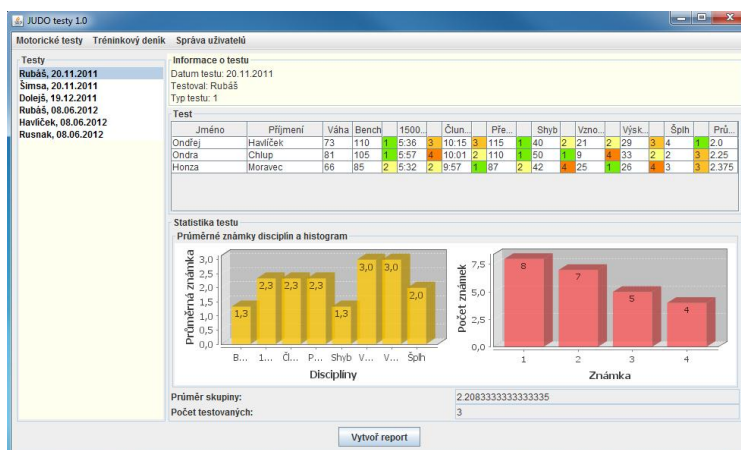 JUDO testy 1.0
Motorické testy Tréninkový deník Správa uživatelů
Testy
Rubáš, 20.11.2011
Šimsa, 20.11.2011
Dolejš, 19.12.2011
Rubáš, 08.06.2012
Havlíček, 08.06.2012
Rusnak, 08.06.2012
Informace o testu
Datum testu: 20.11.2011
Testoval: Rubáš
Typ testu: 1
Test
Jméno Příjmení Váha Bench 1500... Člun... Pře... Shyb Vzno... Výsk... Šplh Prů...
Ondřej Havlíček 73 110 1 5:36 3 10:15 3 115 1 40 2 21 2 29 3 4 1 2.0
Ondra Chlup 81 105 1 5:57 4 10:01 2 110 1 50 1 9 4 33 2 2 3 2.25
Honza Moravec 66 85 2 5:32 2 9:57 1 87 2 42 4 25 1 26 4 3 3 2.375
Statistika testu
Průměrné známky disciplín a histogram
Průměrná známka
3,0
2,5
2,0
1,5
1,0
0,5
0,0
1,3 2,3 2,3 2,3 1,3 3,0 3,0 2,0
B... 1... Čl... P... Shyb V... V... Šplh
Disciplíny
Počet známek
7,5
5,0
2,5
0,0
8 7 5 4
1 2 3 4
Známka
Průměr skupiny: 2.2083333333333335
Počet testovaných: 3
Vytvoř report